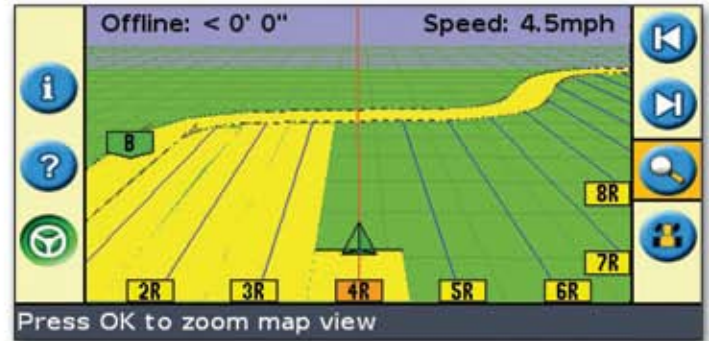 Offline: < 0' 0" Speed: 4.5mph
i
B
?
8R
7R
2R 3R 4R 5R 6R
Press OK to zoom map view